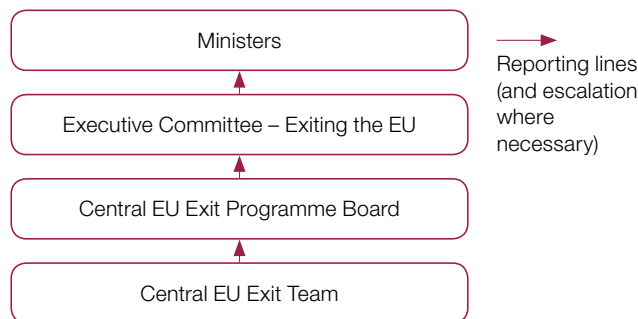 Ministers
Executive Committee – Exiting the EU
Central EU Exit Programme Board
Central EU Exit Team
Reporting lines
(and escalation
where
necessary)